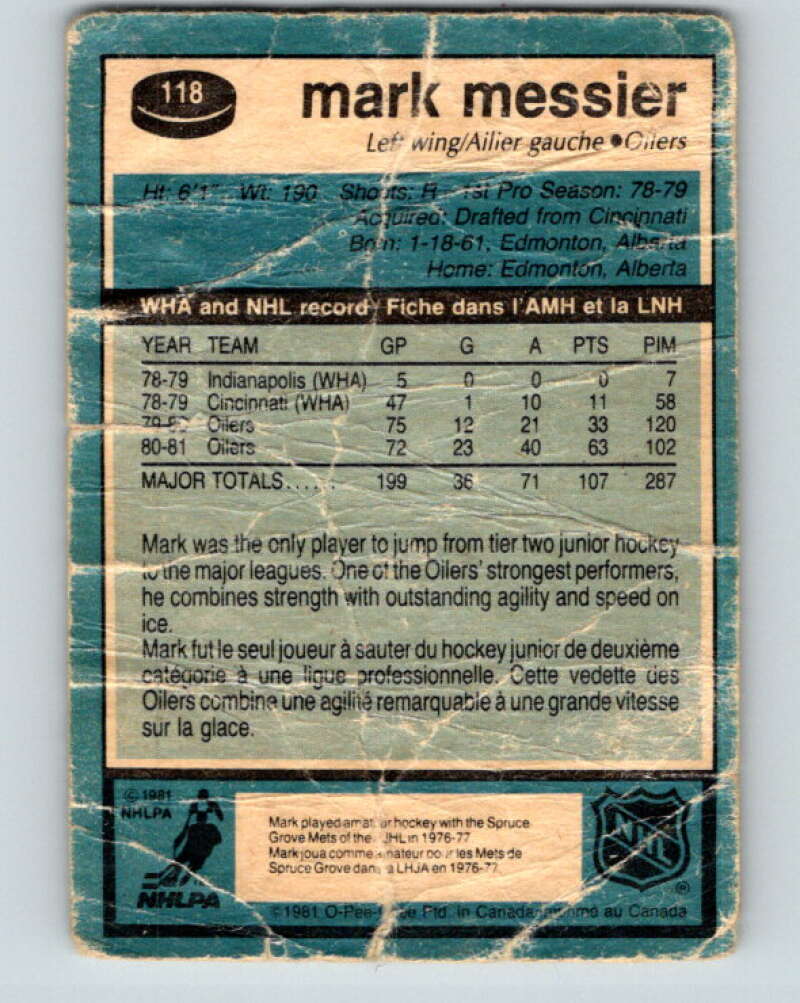 118
mark messier
Left wing/Ailier gauche ● Oilers
Ht: 6'1" Wt: 190 Shoots: R 1st Pro Season: 78-79
Acquired: Drafted from Cincinnati
Born: 1-18-61, Edmonton, Alberta
Home: Edmonton, Alberta
WHA and NHL record Fiche dans l'AMH et la LNH
YEAR TEAM GP G A PTS PIM
78-79 Indianapolis (WHA) 5 0 0 0 7
78-79 Cincinnati (WHA) 47 1 10 11 58
79-80 Oilers 75 12 21 33 120
80-81 Oilers 72 23 40 63 102
MAJOR TOTALS...... 199 36 71 107 287
Mark was the only player to jump from tier two junior hockey
to the major leagues. One of the Oilers' strongest performers,
he combines strength with outstanding agility and speed on
ice.
Mark fut le seul joueur à sauter du hockey junior de deuxième
catégorie à une ligue professionnelle. Cette vedette des
Oilers combine une agilité remarquable à une grande vitesse
sur la glace.
© 1981
NHLPA
NHLPA
Mark played amateur hockey with the Spruce
Grove Mets of the JHL in 1976-77
Mark joua comme amateur pour les Mets de
Spruce Grove dans la LHJA en 1976-77
NHL
®
© 1981 O-Pee-Chee Ptd. in Canada-Imprimé au Canada